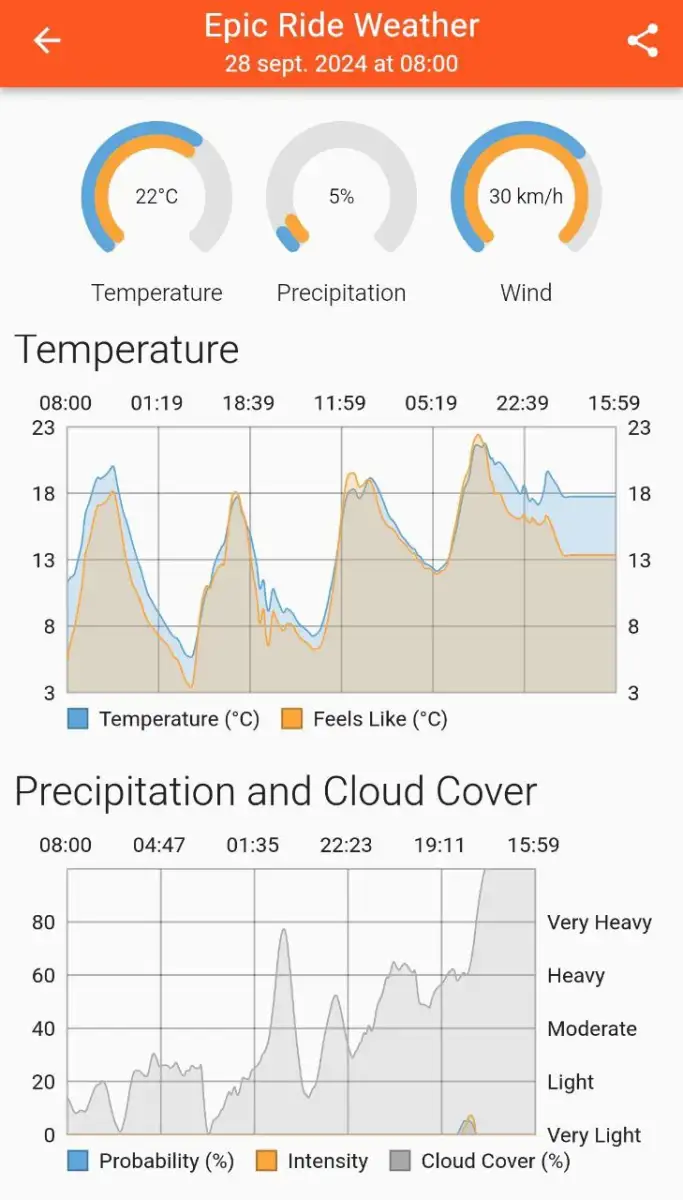 Epic Ride Weather
28 sept. 2024 at 08:00
22°C
5%
30 km/h
Temperature
Precipitation
Wind
Temperature
08:00 01:19 18:39 11:59 05:19 22:39 15:59
23 23
18 18
13 13
8 8
3 3
Temperature (°C) Feels Like (°C)
Precipitation and Cloud Cover
08:00 04:47 01:35 22:23 19:11 15:59
80 Very Heavy
60 Heavy
40 Moderate
20 Light
0 Very Light
Probability (%) Intensity Cloud Cover (%)